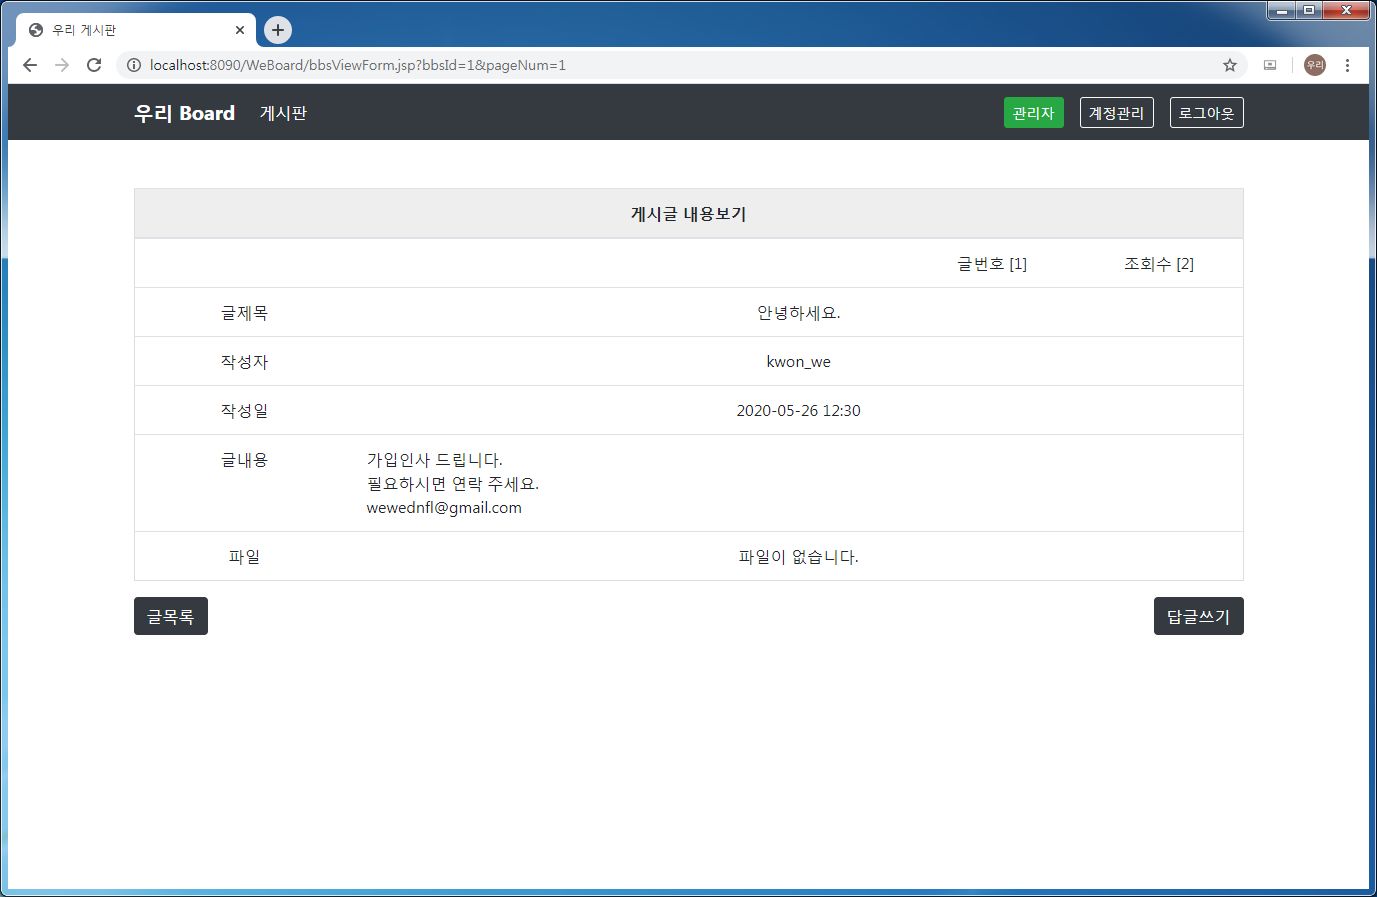 우리 게시판
localhost:8090/WeBoard/bbsViewForm.jsp?bbsId=1&pageNum=1
우리
우리 Board 게시판 관리자 계정관리 로그아웃
게시글 내용보기
글번호 [1] 조회수 [2]
글제목 안녕하세요.
작성자 kwon_we
작성일 2020-05-26 12:30
글내용 가입인사 드립니다.
필요하시면 연락 주세요.
wewednfl@gmail.com
파일 파일이 없습니다.
글목록 답글쓰기